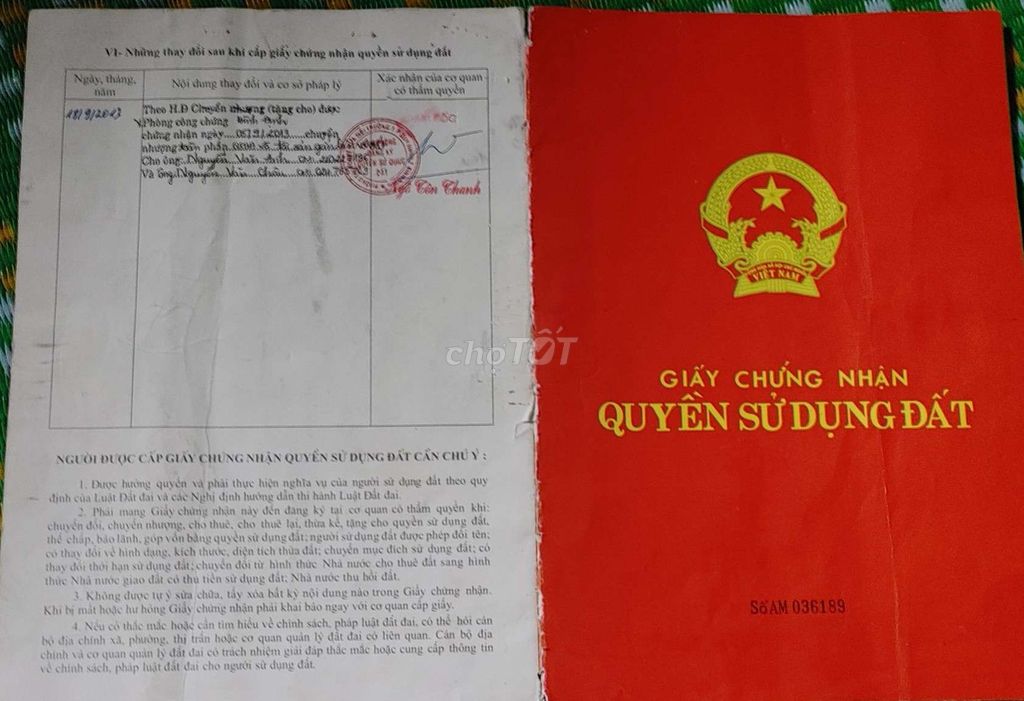 VI- Những thay đổi sau khi cấp giấy chứng nhận quyền sử dụng đất
Ngày, tháng, năm
Nội dung thay đổi và cơ sở pháp lý
Xác nhận của cơ quan có thẩm quyền
18/9/2013
Theo H.Đ Chuyển nhượng (tặng cho) được
Phòng công chứng
chứng nhận ngày....05/9/2013......chuyển
nhượng
Cho ông: Nguyễn Văn
Và ông: Nguyễn Văn
Ngô Tôn Thanh
chợTỐT
NGƯỜI ĐƯỢC CẤP GIẤY CHỨNG NHẬN QUYỀN SỬ DỤNG ĐẤT CẦN CHÚ Ý :
1. Được hưởng quyền và phải thực hiện nghĩa vụ của người sử dụng đất theo quy
định của Luật Đất đai và các Nghị định hướng dẫn thi hành Luật Đất đai.
2. Phải mang Giấy chứng nhận này đến đăng ký tại cơ quan có thẩm quyền khi:
chuyển đổi, chuyển nhượng, cho thuê, cho thuê lại, thừa kế, tặng cho quyền sử dụng đất,
thế chấp, bảo lãnh, góp vốn bằng quyền sử dụng đất; người sử dụng đất được phép đổi tên;
có thay đổi về hình dạng, kích thước, diện tích thửa đất; chuyển mục đích sử dụng đất; có
thay đổi thời hạn sử dụng đất; chuyển đổi từ hình thức Nhà nước cho thuê đất sang hình
thức Nhà nước giao đất có thu tiền sử dụng đất; Nhà nước thu hồi đất.
3. Không được tự ý sửa chữa, tẩy xóa bất kỳ nội dung nào trong Giấy chứng nhận.
Khi bị mất hoặc hư hỏng Giấy chứng nhận phải khai báo ngay với cơ quan cấp giấy.
4. Nếu có thắc mắc hoặc cần tìm hiểu về chính sách, pháp luật đất đai, có thể hỏi cán
bộ địa chính xã, phường, thị trấn hoặc cơ quan quản lý đất đai có liên quan. Cán bộ địa
chính và cơ quan quản lý đất đai có trách nhiệm giải đáp thắc mắc hoặc cung cấp thông tin
về chính sách, pháp luật đất đai cho người sử dụng đất.
VIỆT NAM
GIẤY CHỨNG NHẬN
QUYỀN SỬ DỤNG ĐẤT
Số AM 036189